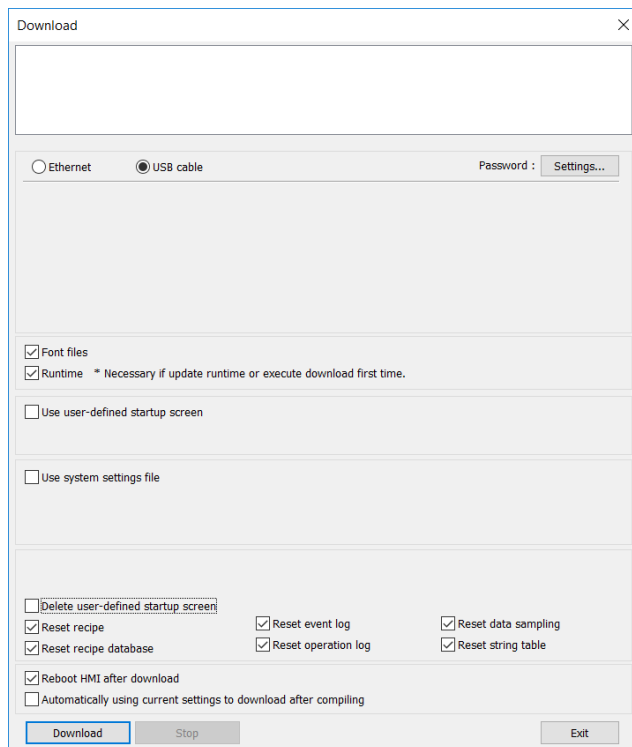 Download
Ethernet USB cable Password : Settings...
Font files
Runtime * Necessary if update runtime or execute download first time.
Use user-defined startup screen
Use system settings file
Delete user-defined startup screen
Reset recipe Reset event log Reset data sampling
Reset recipe database Reset operation log Reset string table
Reboot HMI after download
Automatically using current settings to download after compiling
Download Stop Exit